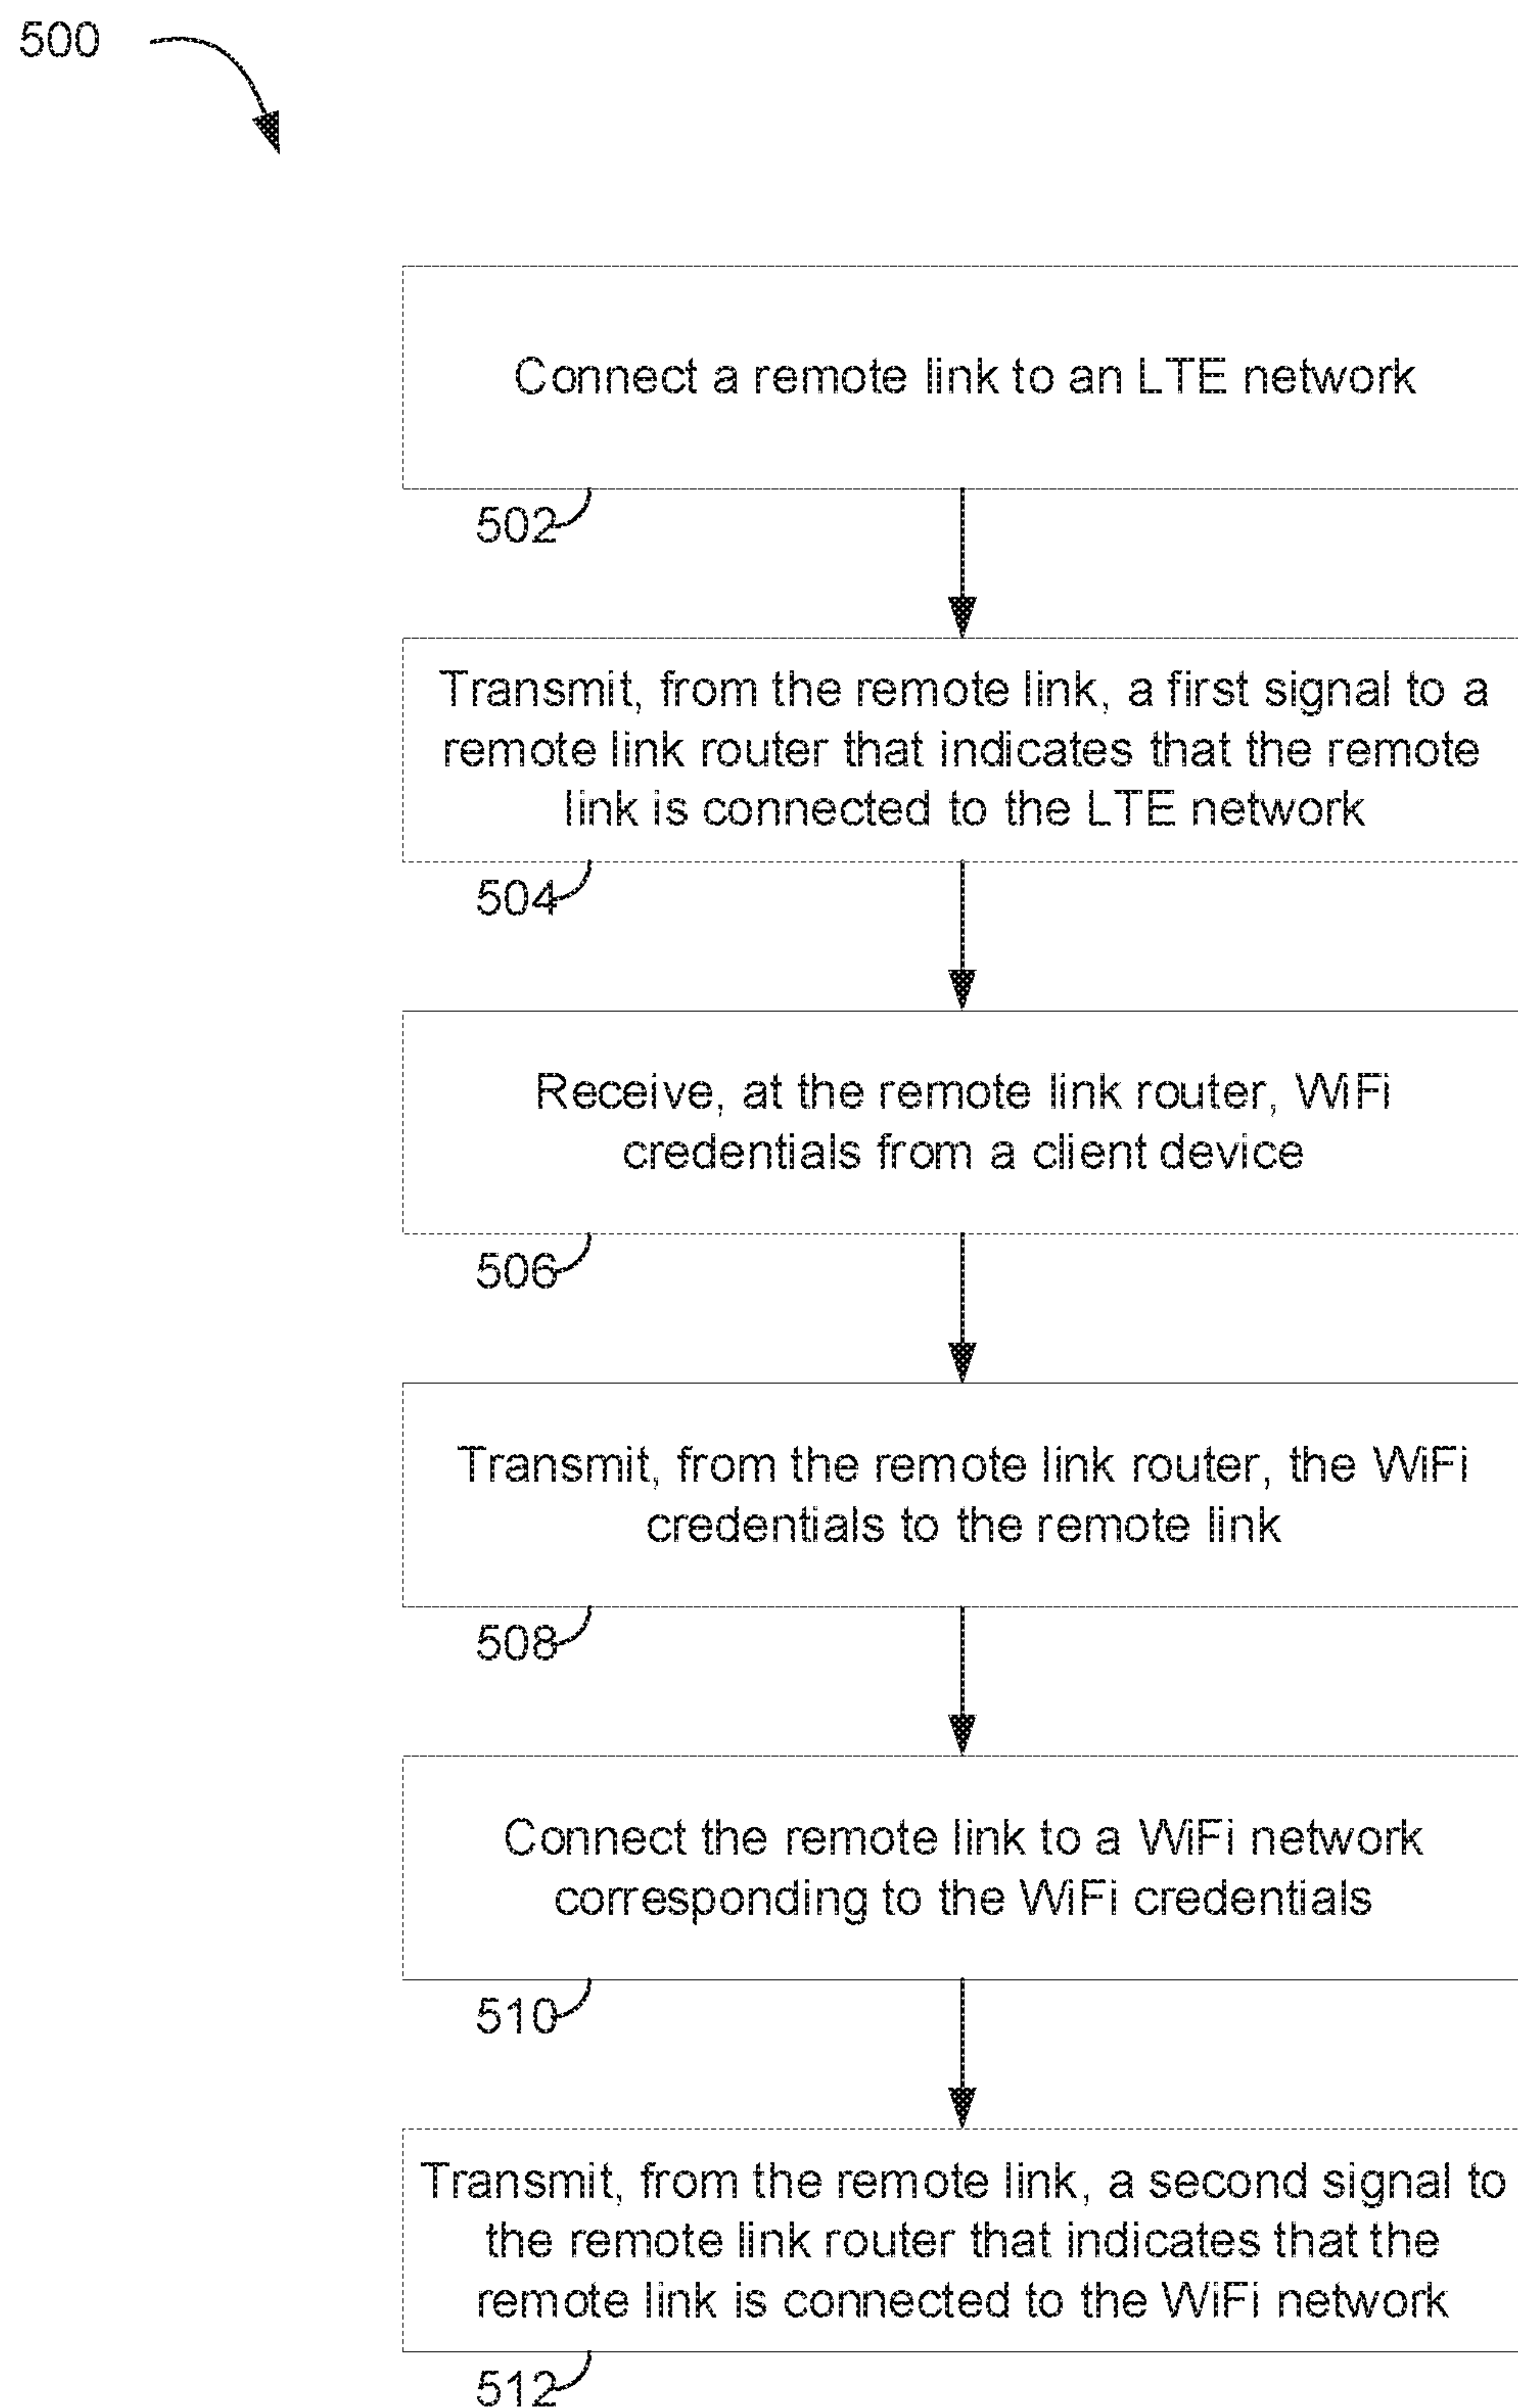 500
Connect a remote link to an LTE network
502
Transmit, from the remote link, a first signal to a
remote link router that indicates that the remote
link is connected to the LTE network
504
Receive, at the remote link router, WiFi
credentials from a client device
506
Transmit, from the remote link router, the WiFi
credentials to the remote link
508
Connect the remote link to a WiFi network
corresponding to the WiFi credentials
510
Transmit, from the remote link, a second signal to
the remote link router that indicates that the
remote link is connected to the WiFi network
512